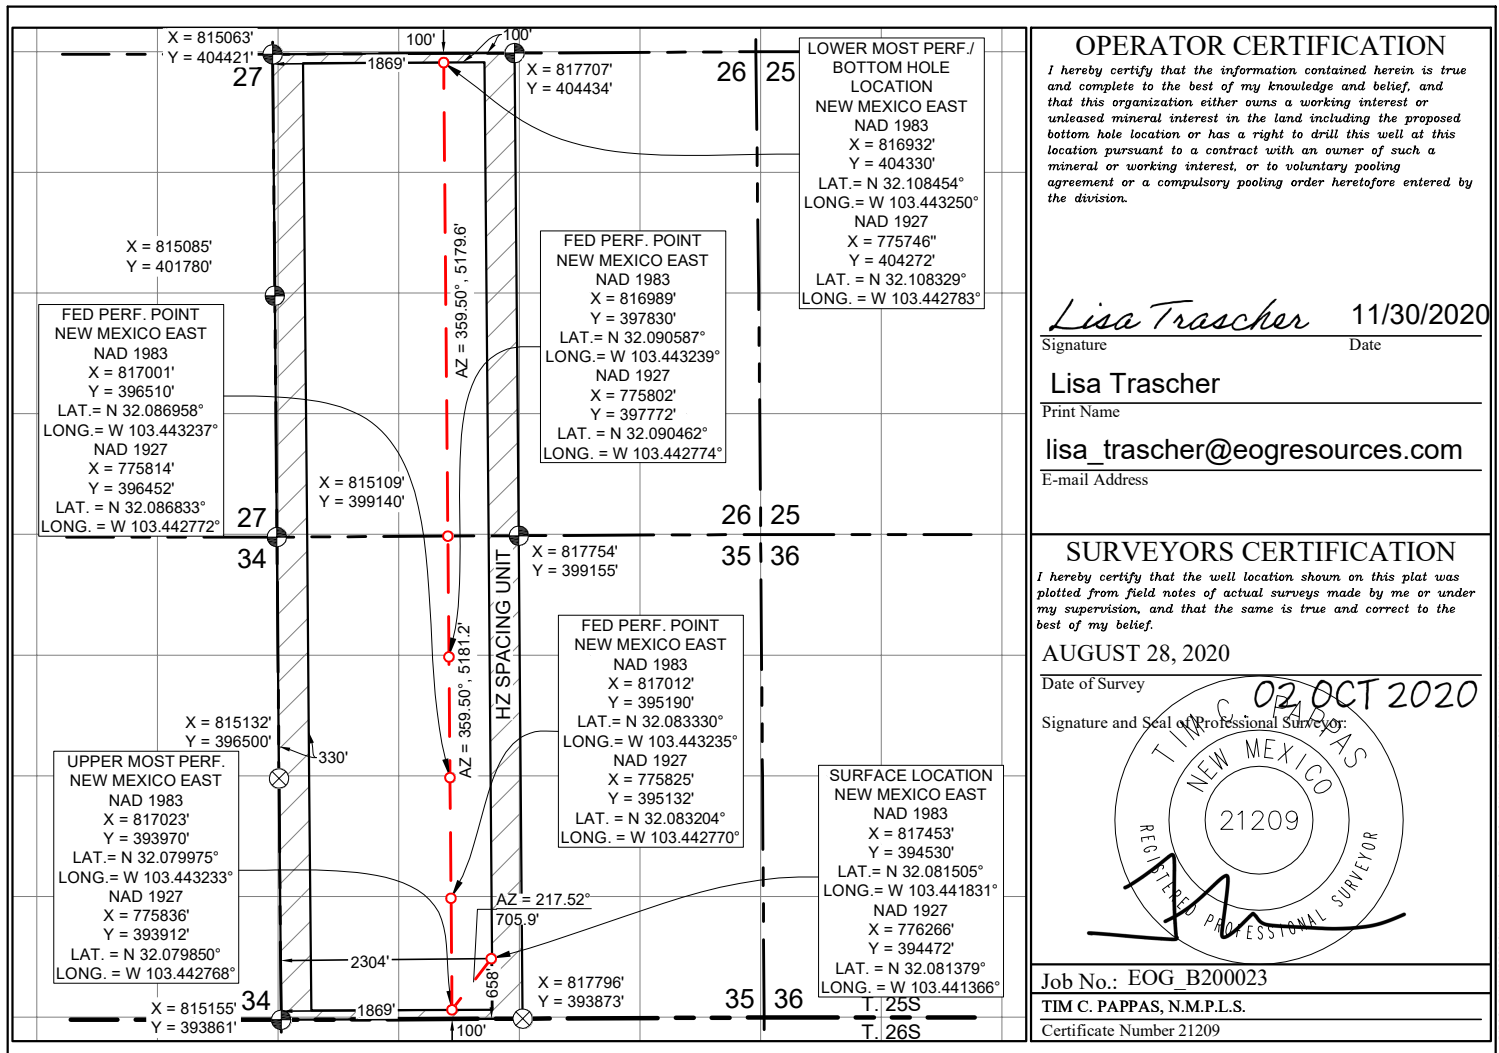 X = 815063'
Y = 404421'
27
1869'
100'
100'
X = 817707'
Y = 404434'
26
25
LOWER MOST PERF./
BOTTOM HOLE
LOCATION
NEW MEXICO EAST
NAD 1983
X = 816932'
Y = 404330'
LAT.= N 32.108454°
LONG.= W 103.443250°
NAD 1927
X = 775746"
Y = 404272'
LAT. = N 32.108329°
LONG. = W 103.442783°
X = 815085'
Y = 401780'
AZ = 359.50°, 5179.6'
FED PERF. POINT
NEW MEXICO EAST
NAD 1983
X = 816989'
Y = 397830'
LAT.= N 32.090587°
LONG.= W 103.443239°
NAD 1927
X = 775802'
Y = 397772'
LAT. = N 32.090462°
LONG. = W 103.442774°
FED PERF. POINT
NEW MEXICO EAST
NAD 1983
X = 817001'
Y = 396510'
LAT.= N 32.086958°
LONG.= W 103.443237°
NAD 1927
X = 775814'
Y = 396452'
LAT. = N 32.086833°
LONG. = W 103.442772°
X = 815109'
Y = 399140'
27
34
26
25
35
36
X = 817754'
Y = 399155'
HZ SPACING UNIT
AZ = 359.50°, 5181.2'
FED PERF. POINT
NEW MEXICO EAST
NAD 1983
X = 817012'
Y = 395190'
LAT.= N 32.083330°
LONG.= W 103.443235°
NAD 1927
X = 775825'
Y = 395132'
LAT. = N 32.083204°
LONG. = W 103.442770°
X = 815132'
Y = 396500'
330'
UPPER MOST PERF.
NEW MEXICO EAST
NAD 1983
X = 817023'
Y = 393970'
LAT.= N 32.079975°
LONG.= W 103.443233°
NAD 1927
X = 775836'
Y = 393912'
LAT. = N 32.079850°
LONG. = W 103.442768°
SURFACE LOCATION
NEW MEXICO EAST
NAD 1983
X = 817453'
Y = 394530'
LAT.= N 32.081505°
LONG.= W 103.441831°
NAD 1927
X = 776266'
Y = 394472'
LAT. = N 32.081379°
LONG. = W 103.441366°
AZ = 217.52°
705.9'
2304'
658'
X = 817796'
Y = 393873'
X = 815155'
Y = 393861'
34
1869'
100'
35
36
T. 25S
T. 26S
OPERATOR CERTIFICATION
I hereby certify that the information contained herein is true
and complete to the best of my knowledge and belief, and
that this organization either owns a working interest or
unleased mineral interest in the land including the proposed
bottom hole location or has a right to drill this well at this
location pursuant to a contract with an owner of such a
mineral or working interest, or to voluntary pooling
agreement or a compulsory pooling order heretofore entered by
the division.
Lisa Trascher 11/30/2020
Signature Date
Lisa Trascher
Print Name
lisa_trascher@eogresources.com
E-mail Address
SURVEYORS CERTIFICATION
I hereby certify that the well location shown on this plat was
plotted from field notes of actual surveys made by me or under
my supervision, and that the same is true and correct to the
best of my belief.
AUGUST 28, 2020
Date of Survey
02 OCT 2020
Signature and Seal of Professional Surveyor:
TIM C. PAPPAS
NEW MEXICO
21209
REGISTERED PROFESSIONAL SURVEYOR
Job No.: EOG_B200023
TIM C. PAPPAS, N.M.P.L.S.
Certificate Number 21209